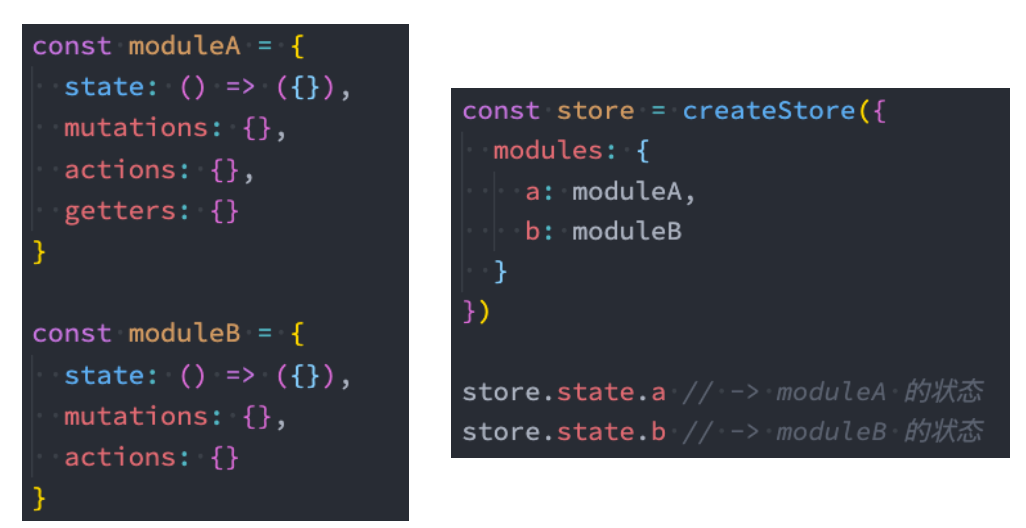 const moduleA = {
  state: () => ({}),
  mutations: {},
  actions: {},
  getters: {}
}

const moduleB = {
  state: () => ({}),
  mutations: {},
  actions: {}
}

const store = createStore({
  modules: {
    a: moduleA,
    b: moduleB
  }
})

store.state.a // -> moduleA 的状态
store.state.b // -> moduleB 的状态